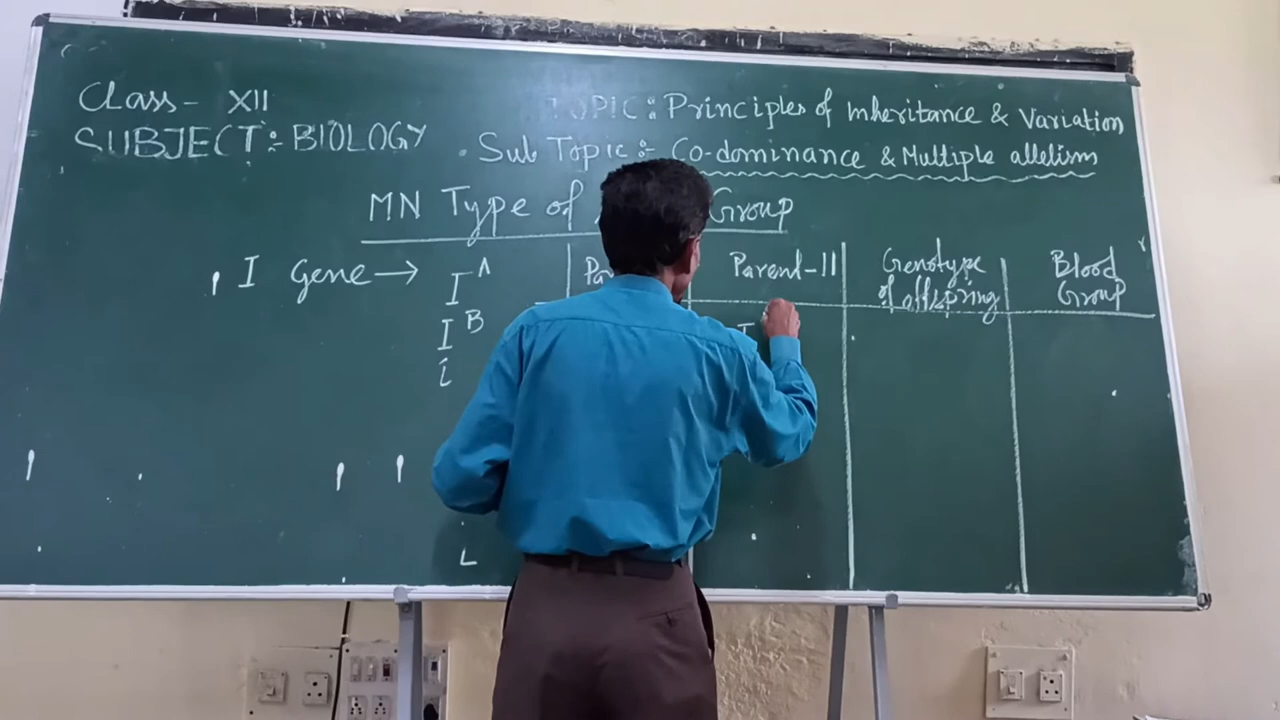 Class - XII
SUBJECT :- BIOLOGY
TOPIC : Principles of Inheritance & Variation
Sub Topic :- Co-dominance & Multiple allelism
MN Type of Group
I Gene → I^A
I^B
i
Parent-II
Genotype of offspring
Blood Group
I
L